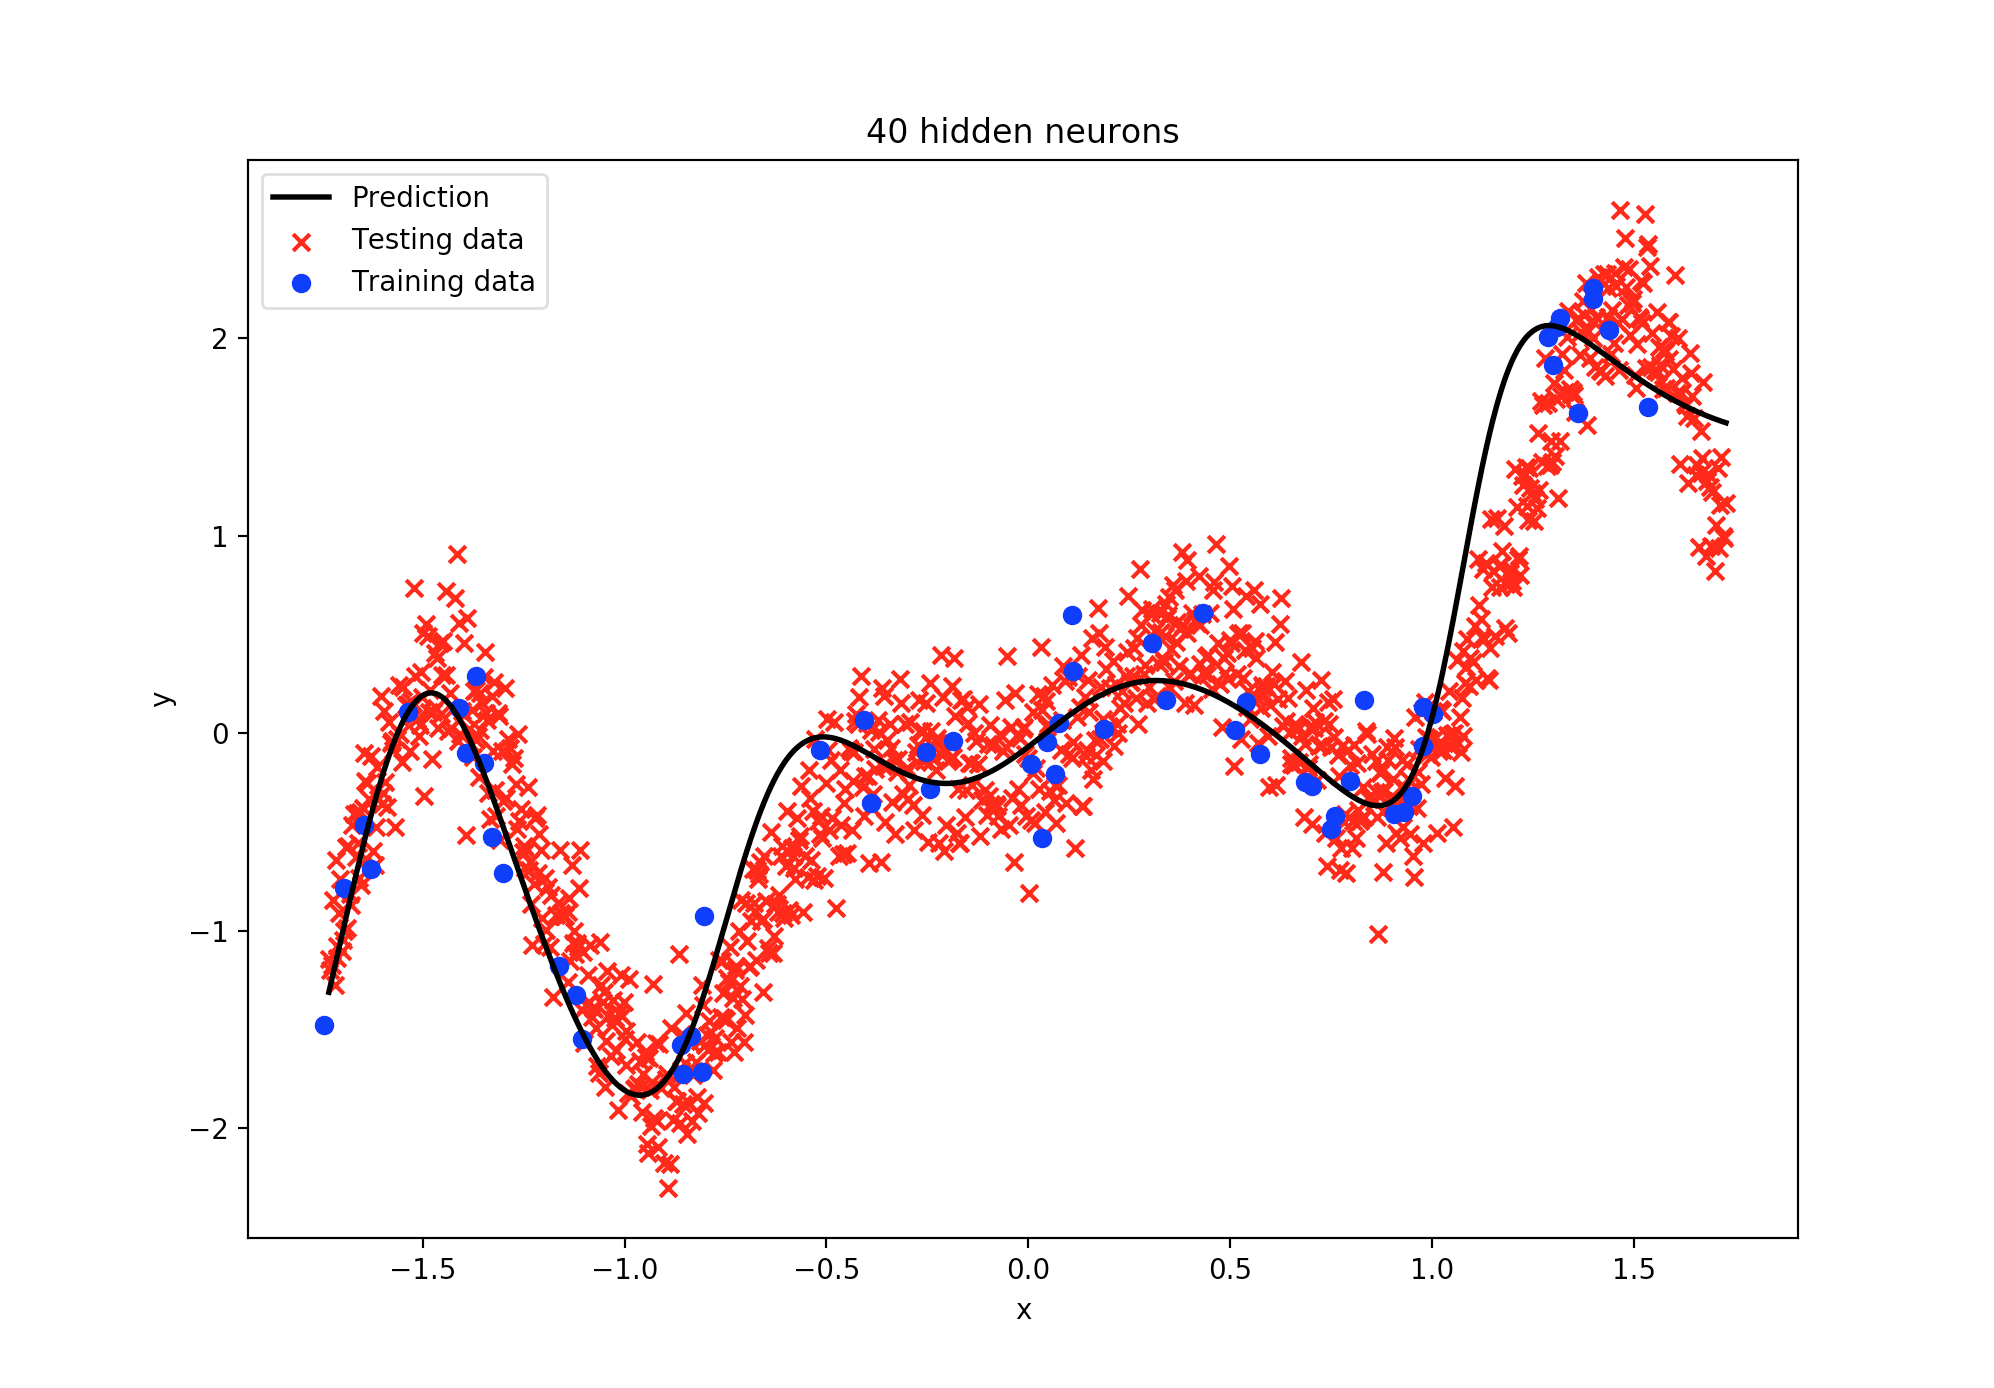 40 hidden neurons
Prediction
Testing data
Training data
y
2
1
0
−1
−2
−1.5 −1.0 −0.5 0.0 0.5 1.0 1.5
x